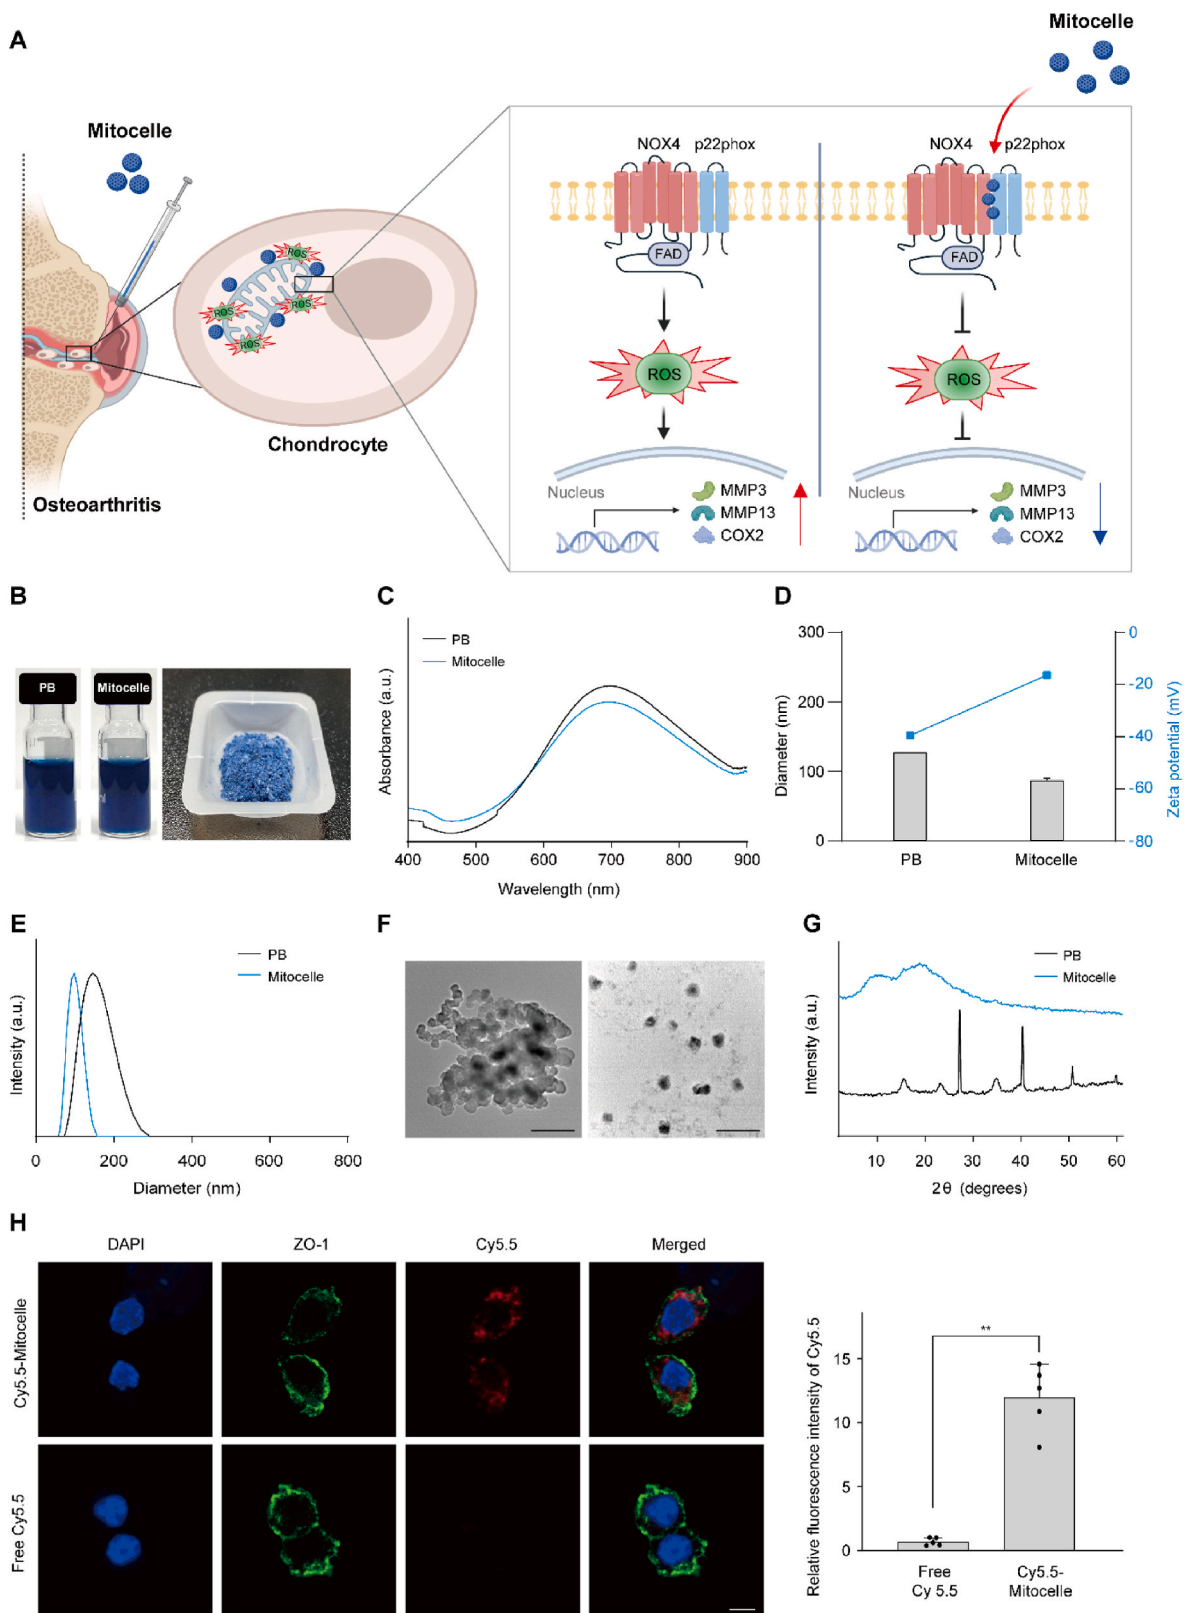 A
Mitocelle
Mitocelle
NOX4 p22phox
NOX4 p22phox
FAD
FAD
ROS
ROS
ROS
ROS
ROS
ROS
Chondrocyte
Osteoarthritis
Nucleus
MMP3
MMP13
COX2
Nucleus
MMP3
MMP13
COX2
B
PB
Mitocelle
C
PB
Mitocelle
Absorbance (a.u.)
400 500 600 700 800 900
Wavelength (nm)
D
Diameter (nm)
300
200
100
0
PB Mitocelle
0
-20
-40
-60
-80
Zeta potential (mV)
E
PB
Mitocelle
Intensity (a.u.)
0 200 400 600 800
Diameter (nm)
F
G
PB
Mitocelle
Intensity (a.u.)
10 20 30 40 50 60
2θ (degrees)
H
DAPI ZO-1 Cy5.5 Merged
Cy5.5-Mitocelle
Free Cy5.5
Relative fluorescence intensity of Cy5.5
**
15
10
5
0
Free
Cy 5.5
Cy5.5-
Mitocelle